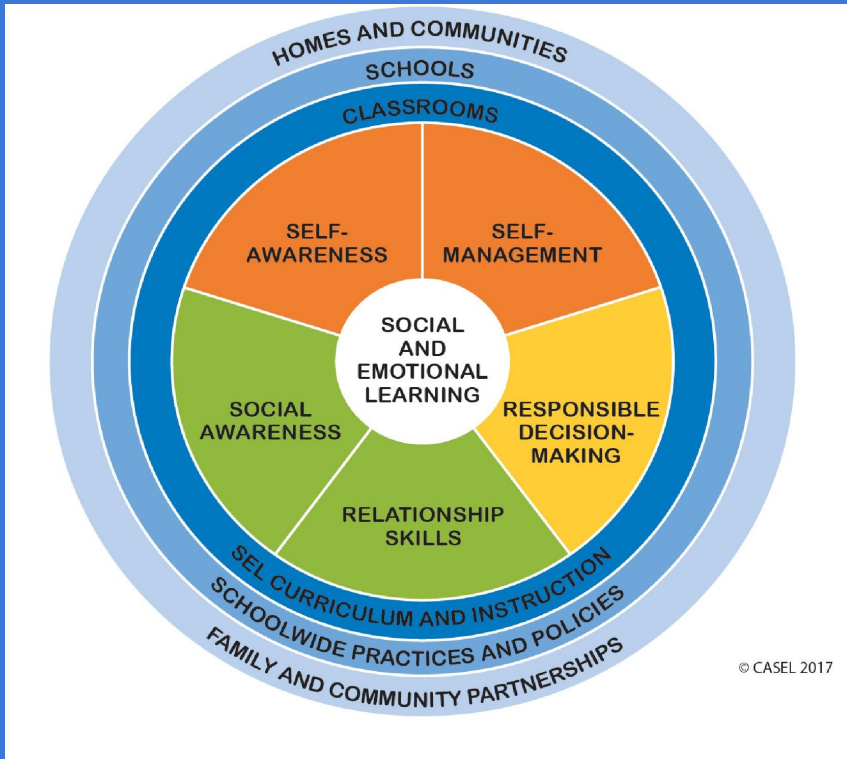 HOMES AND COMMUNITIES
SCHOOLS
CLASSROOMS
SELF-
AWARENESS
SELF-
MANAGEMENT
SOCIAL
AND
EMOTIONAL
LEARNING
SOCIAL
AWARENESS
RESPONSIBLE
DECISION-
MAKING
RELATIONSHIP
SKILLS
SEL CURRICULUM AND INSTRUCTION
SCHOOLWIDE PRACTICES AND POLICIES
FAMILY AND COMMUNITY PARTNERSHIPS
© CASEL 2017